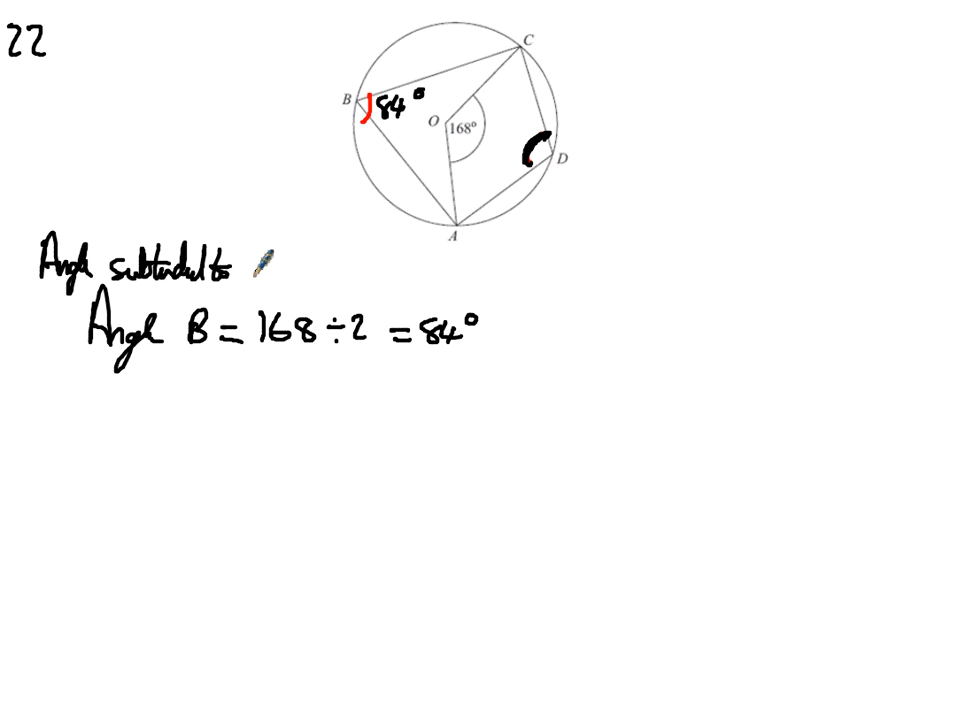 22
C
B 84°
O 168°
D
A
Angle subtended to
Angle B = 168 ÷ 2 = 84°